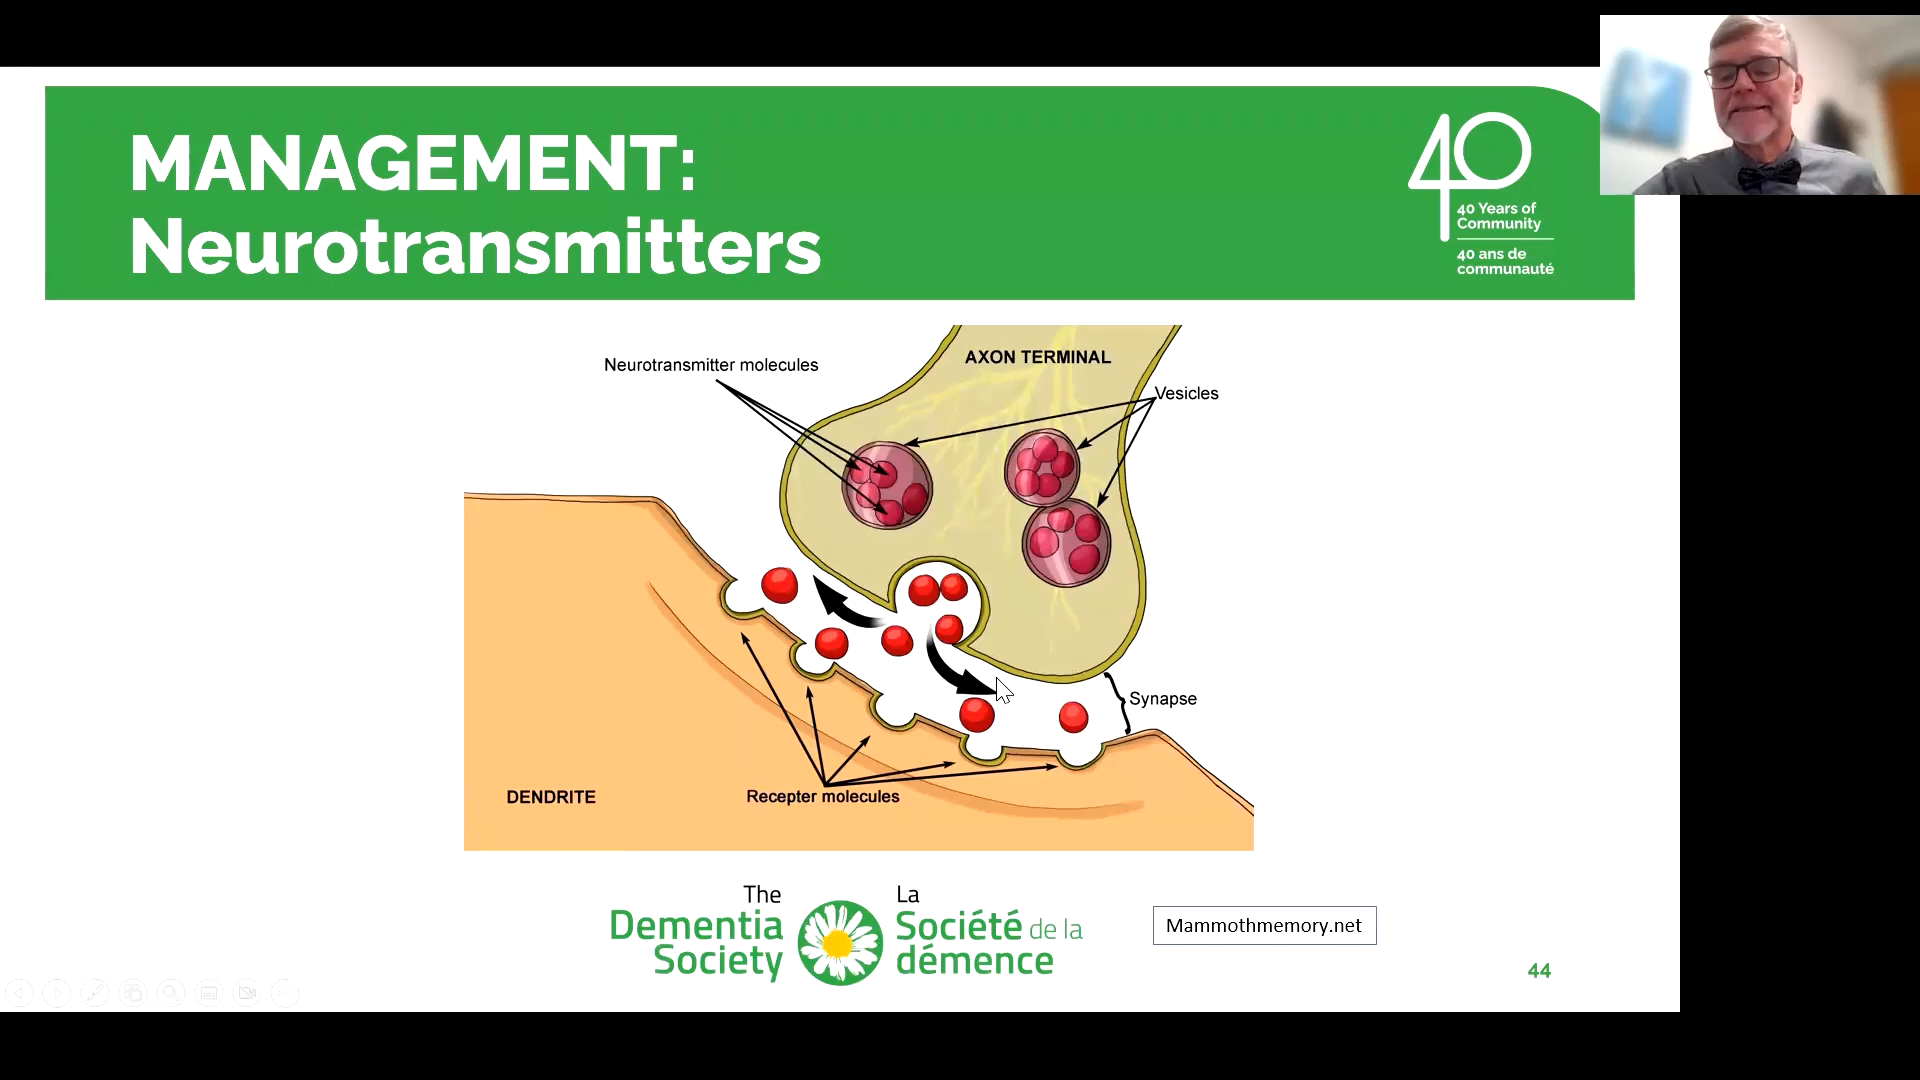 MANAGEMENT:
Neurotransmitters
40
40 Years of
Community
40 ans de
communauté
Neurotransmitter molecules
AXON TERMINAL
Vesicles
Synapse
DENDRITE
Recepter molecules
The
Dementia
Society
La
Société de la
démence
Mammothmemory.net
44